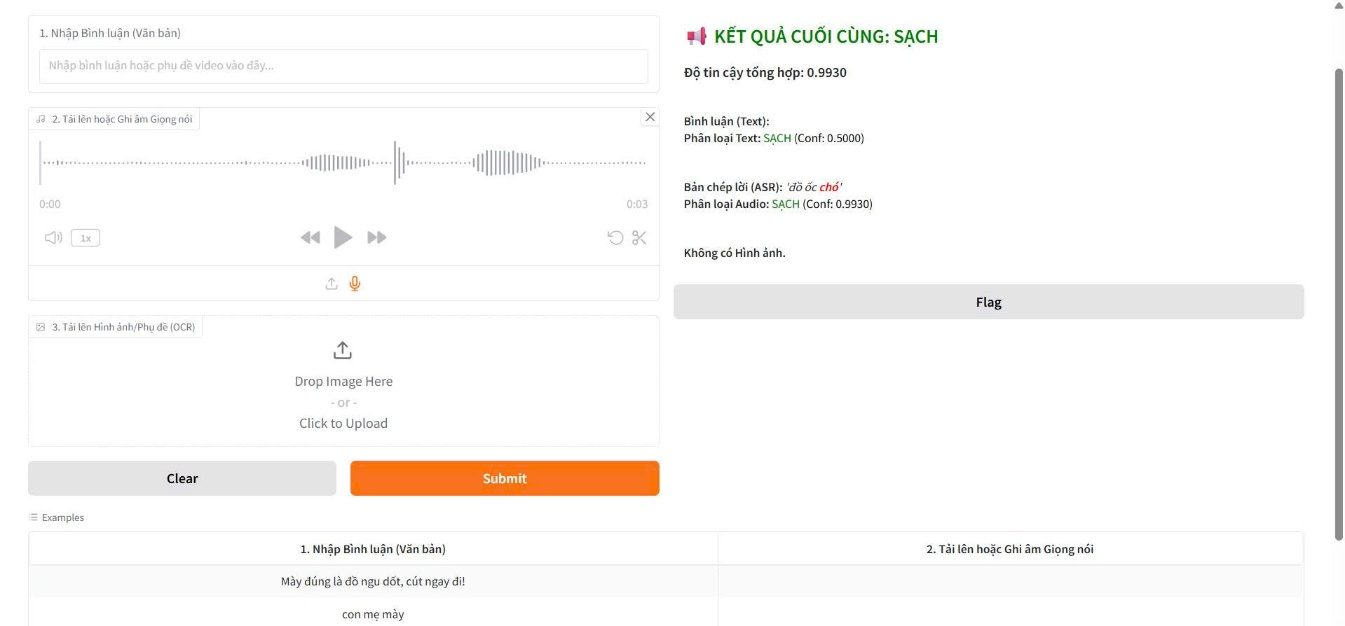 1. Nhập Bình luận (Văn bản)
Nhập bình luận hoặc phụ đề video vào đây...
2. Tải lên hoặc Ghi âm Giọng nói
0:00
0:03
1x
3. Tải lên Hình ảnh/Phụ đề (OCR)
Drop Image Here
- or -
Click to Upload
Clear
Submit
KẾT QUẢ CUỐI CÙNG: SẠCH
Độ tin cậy tổng hợp: 0.9930
Bình luận (Text):
Phân loại Text: SẠCH (Conf: 0.5000)
Bản chép lời (ASR): 'đồ ốc chó'
Phân loại Audio: SẠCH (Conf: 0.9930)
Không có Hình ảnh.
Flag
Examples
1. Nhập Bình luận (Văn bản)
2. Tải lên hoặc Ghi âm Giọng nói
Mày đúng là đồ ngu dốt, cút ngay đi!
con mẹ mày